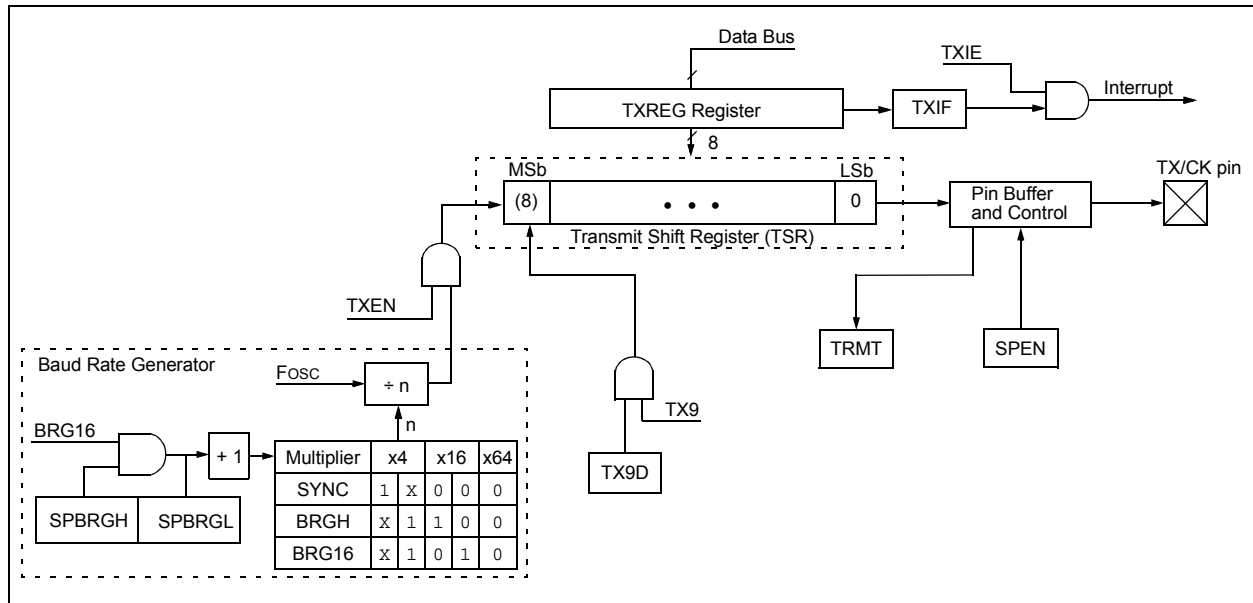 Data Bus
TXIE
Interrupt
TXREG Register
TXIF
8
MSb
LSb
TX/CK pin
(8)
• • •
0
Pin Buffer
and Control
Transmit Shift Register (TSR)
TXEN
TRMT
SPEN
Baud Rate Generator
FOSC
÷ n
TX9
n
BRG16
+ 1
Multiplier x4 x16 x64
TX9D
SYNC 1 X 0 0 0
SPBRGH SPBRGL
BRGH X 1 1 0 0
BRG16 X 1 0 1 0